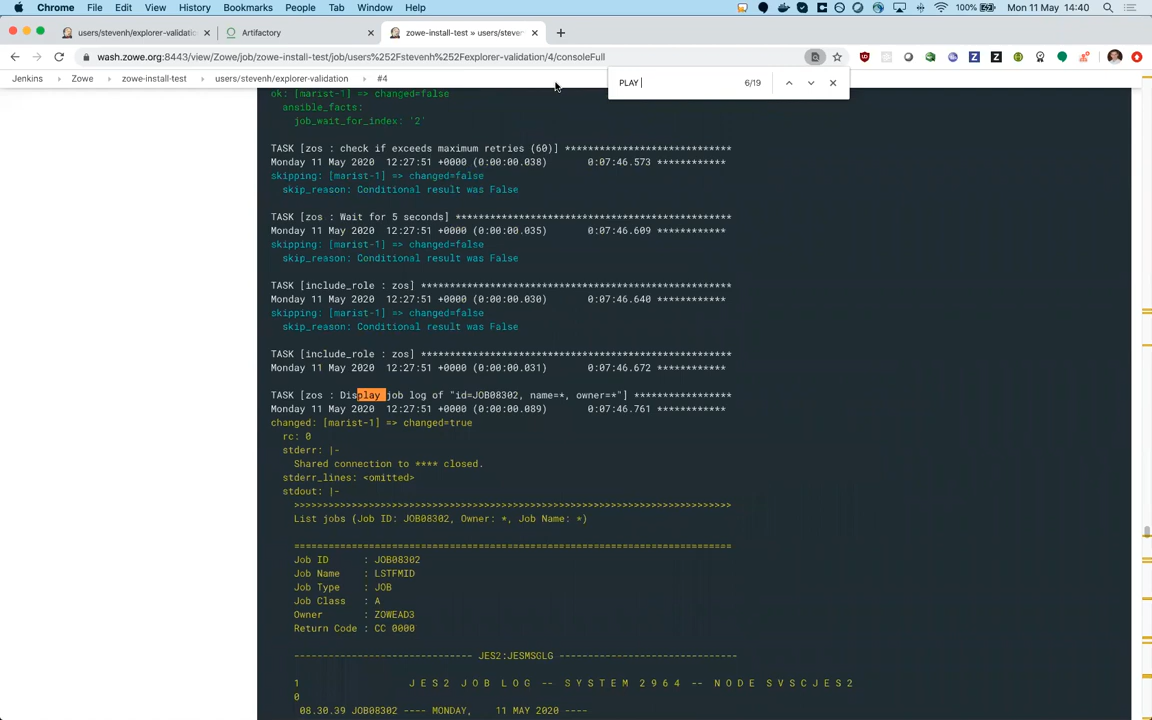 Chrome File Edit View History Bookmarks People Tab Window Help 100% Mon 11 May 14:40
users/stevenh/explorer-validatio Artifactory zowe-install-test » users/steven
wash.zowe.org:8443/view/Zowe/job/zowe-install-test/job/users%252Fstevenh%252Fexplorer-validation/4/consoleFull
Jenkins Zowe zowe-install-test users/stevenh/explorer-validation #4
PLAY 6/19
ok: [marist-1] => changed=false
ansible_facts:
job_wait_for_index: '2'
TASK [zos : check if exceeds maximum retries (60)] *****************************
Monday 11 May 2020 12:27:51 +0000 (0:00:00.038) 0:07:46.573 ************
skipping: [marist-1] => changed=false
skip_reason: Conditional result was False
TASK [zos : Wait for 5 seconds] ************************************************
Monday 11 May 2020 12:27:51 +0000 (0:00:00.035) 0:07:46.609 ************
skipping: [marist-1] => changed=false
skip_reason: Conditional result was False
TASK [include_role : zos] ******************************************************
Monday 11 May 2020 12:27:51 +0000 (0:00:00.030) 0:07:46.640 ************
skipping: [marist-1] => changed=false
skip_reason: Conditional result was False
TASK [include_role : zos] ******************************************************
Monday 11 May 2020 12:27:51 +0000 (0:00:00.031) 0:07:46.672 ************
TASK [zos : Display job log of "id=JOB08302, name=*, owner=*"] *****************
Monday 11 May 2020 12:27:51 +0000 (0:00:00.089) 0:07:46.761 ************
changed: [marist-1] => changed=true
rc: 0
stderr: |-
Shared connection to **** closed.
stderr_lines: <omitted>
stdout: |-
>>>>>>>>>>>>>>>>>>>>>>>>>>>>>>>>>>>>>>>>>>>>>>>>>>>>>>>>>>>>>>>>>>>>>>>>>>>>
List jobs (Job ID: JOB08302, Owner: *, Job Name: *)
============================================================================
Job ID : JOB08302
Job Name : LSTFMID
Job Type : JOB
Job Class : A
Owner : ZOWEAD3
Return Code : CC 0000
------------------------------- JES2:JESMSGLG -------------------------------
1 J E S 2 J O B L O G -- S Y S T E M 2 9 6 4 -- N O D E S V S C J E S 2
0
08.30.39 JOB08302 ---- MONDAY, 11 MAY 2020 ----